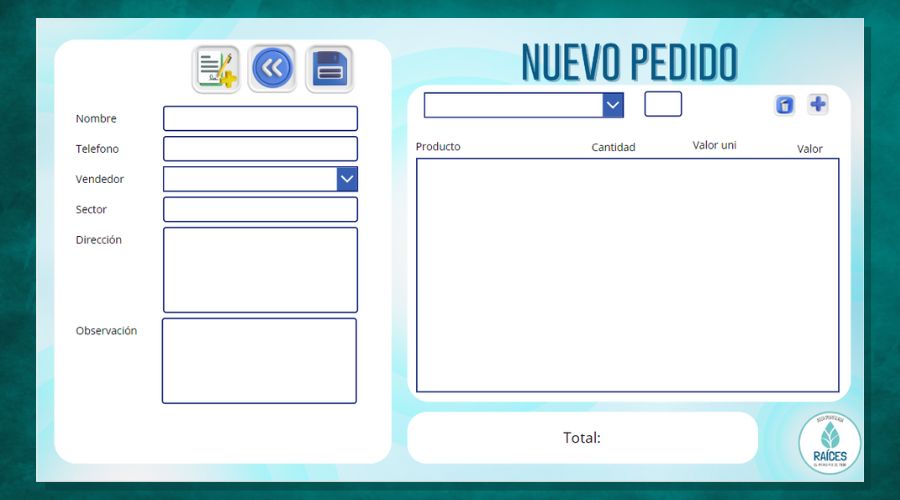 NUEVO PEDIDO
Nombre
Telefono
Vendedor
Sector
Dirección
Observación
Producto Cantidad Valor uni Valor
Total:
RAÍCES